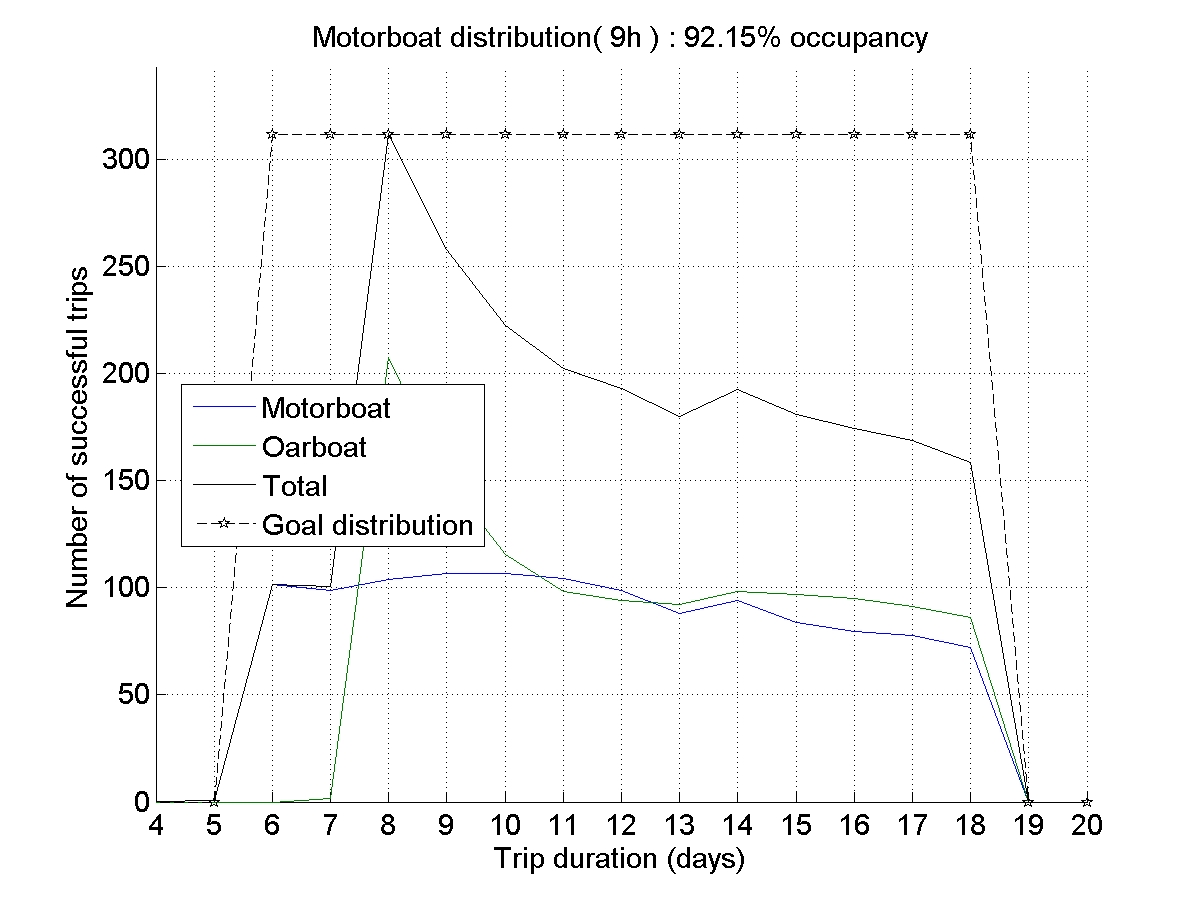 Motorboat distribution( 9h ) : 92.15% occupancy
300
250
200
150
100
50
0
Number of successful trips
Motorboat
Oarboat
Total
Goal distribution
4 5 6 7 8 9 10 11 12 13 14 15 16 17 18 19 20
Trip duration (days)